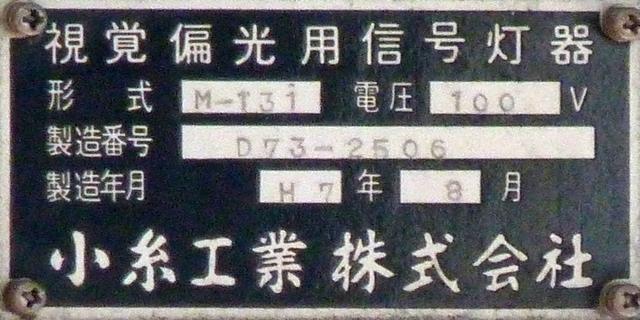 視覚偏光用信号灯器
形式 M-131 電圧 100 V
製造番号 D73-2506
製造年月 H7 年 8 月
小糸工業株式会社